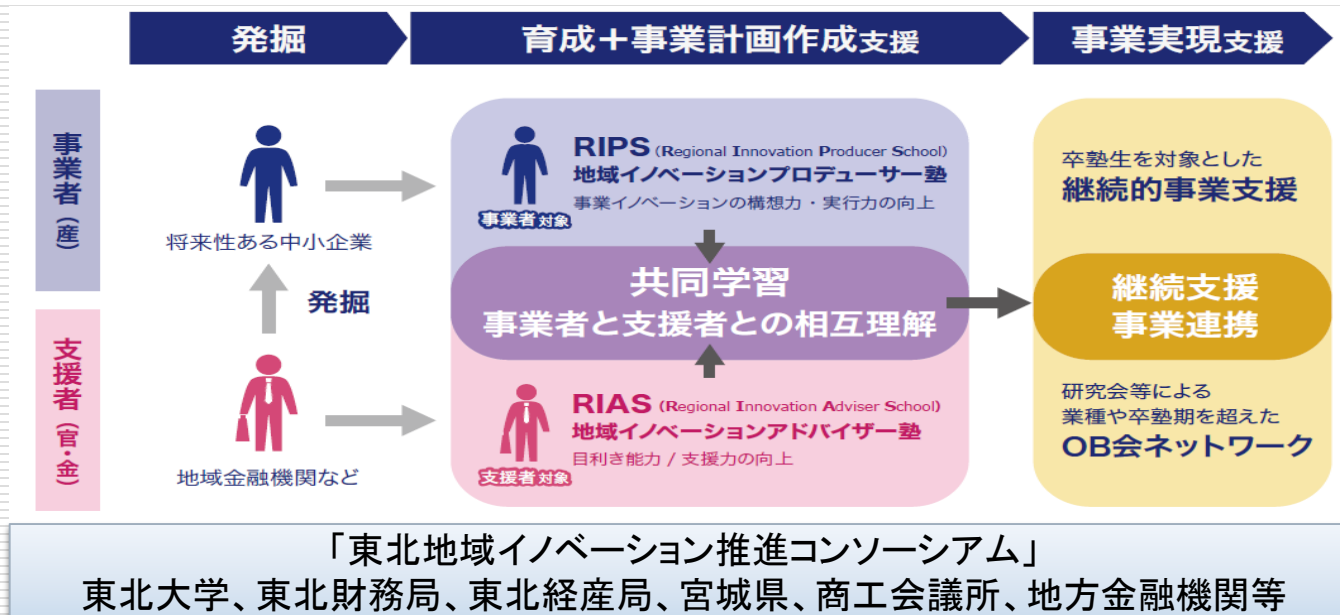 発掘
育成＋事業計画作成支援
事業実現支援
事業者（産）
将来性ある中小企業
発掘
支援者（官・金）
地域金融機関など
RIPS (Regional Innovation Producer School)
地域イノベーションプロデューサー塾
事業イノベーションの構想力・実行力の向上
事業者対象
共同学習
事業者と支援者との相互理解
RIAS (Regional Innovation Adviser School)
地域イノベーションアドバイザー塾
目利き能力 / 支援力の向上
支援者対象
卒塾生を対象とした
継続的事業支援
継続支援
事業連携
研究会等による
業種や卒塾期を超えた
OB会ネットワーク
「東北地域イノベーション推進コンソーシアム」
東北大学、東北財務局、東北経産局、宮城県、商工会議所、地方金融機関等